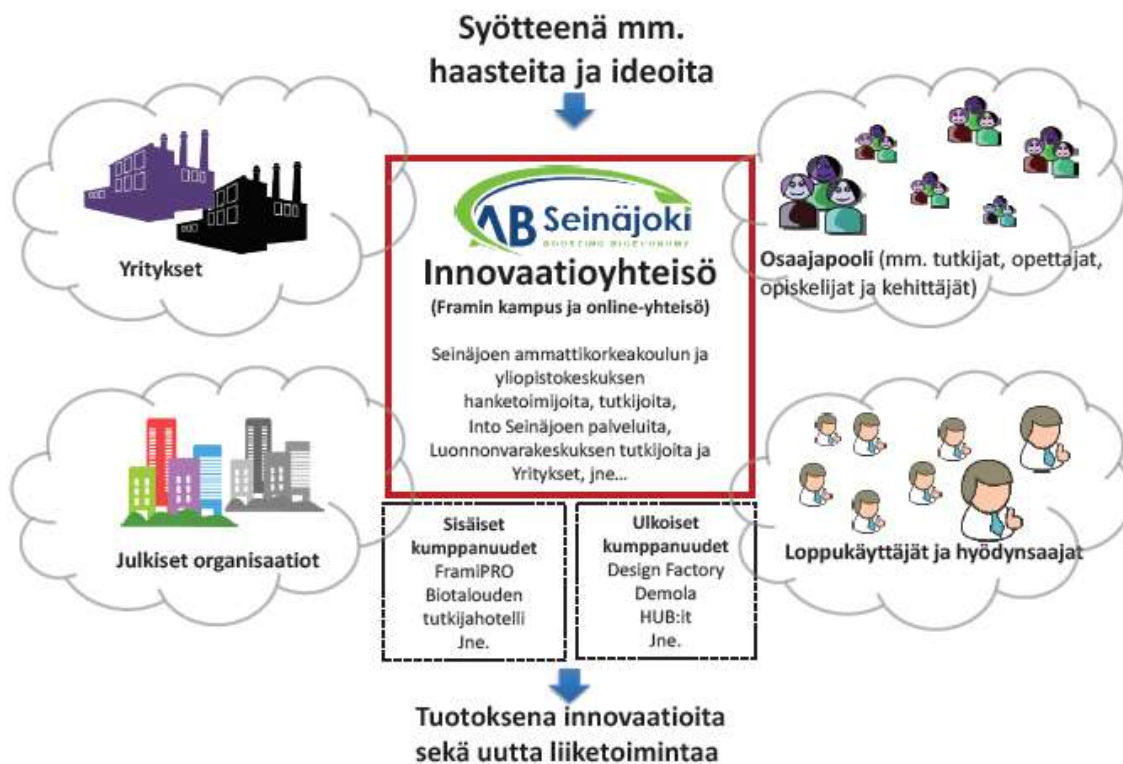 Syötteenä mm.
haasteita ja ideoita
Yritykset
AB Seinäjoki
BOOSTING BIOECONOMY
Innovaatioyhteisö
(Framin kampus ja online-yhteisö)
Seinäjoen ammattikorkeakoulun ja
yliopistokeskuksen
hanketoimijoita, tutkijoita,
Into Seinäjoen palveluita,
Luonnonvarakeskuksen tutkijoita ja
Yritykset, jne...
Osaajapooli (mm. tutkijat, opettajat,
opiskelijat ja kehittäjät)
Julkiset organisaatiot
Loppukäyttäjät ja hyödynsaajat
Sisäiset
kumppanuudet
FramiPRO
Biotalouden
tutkijahotelli
Jne.
Ulkoiset
kumppanuudet
Design Factory
Demola
HUB:it
Jne.
Tuotoksena innovaatioita
sekä uutta liiketoimintaa